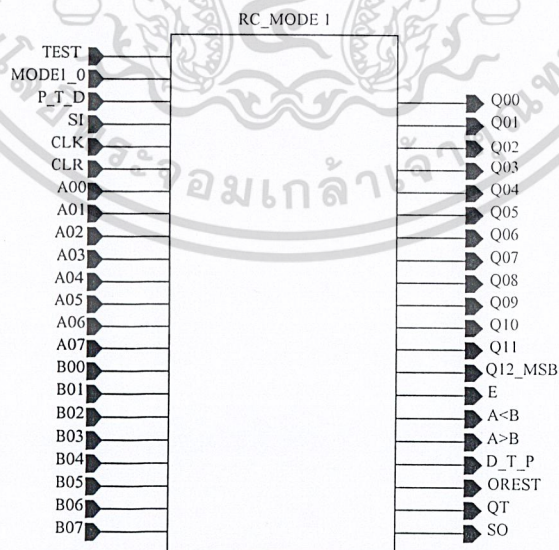 RC_MODE 1
TEST
MODE1_0
P_T_D
SI
CLK
CLR
A00
A01
A02
A03
A04
A05
A06
A07
B00
B01
B02
B03
B04
B05
B06
B07
Q00
Q01
Q02
Q03
Q04
Q05
Q06
Q07
Q08
Q09
Q10
Q11
Q12_MSB
E
A<B
A>B
D_T_P
OREST
QT
SO